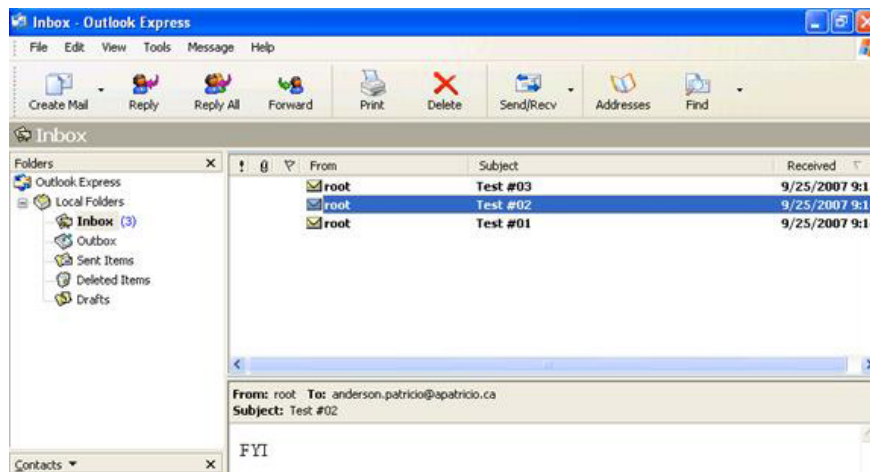 Inbox - Outlook Express
File Edit View Tools Message Help
Create Mail Reply Reply All Forward Print Delete Send/Recv Addresses Find
Inbox
Folders x
! From Subject Received
Outlook Express
Local Folders
Inbox (3)
Outbox
Sent Items
Deleted Items
Drafts
root Test #03 9/25/2007 9:1
root Test #02 9/25/2007 9:1
root Test #01 9/25/2007 9:1
From: root To: anderson.patricio@apatricio.ca
Subject: Test #02
FYI
Contacts x